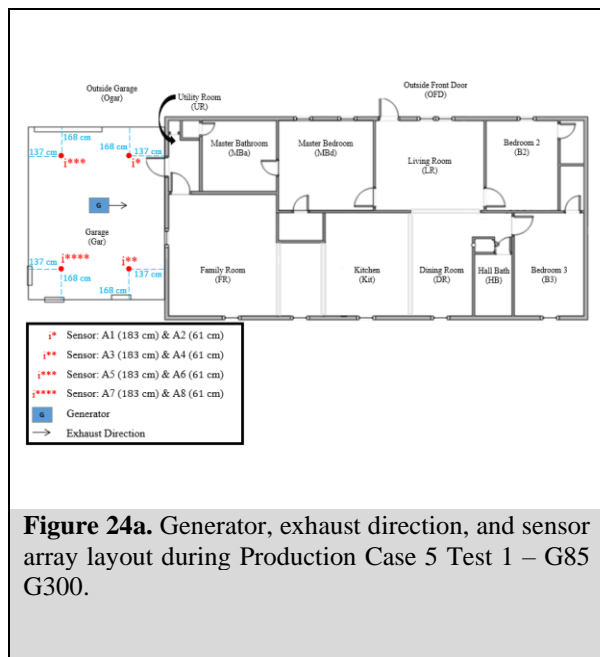 Outside Garage
(Ogar)
Utility Room
(UR)
Outside Front Door
(OFD)
168 cm
168 cm
137 cm
137 cm
i***
i*
Master Bathroom
(MBa)
Master Bedroom
(MBd)
Living Room
(LR)
Bedroom 2
(B2)
G
Garage
(Gar)
i****
i**
137 cm
137 cm
168 cm
168 cm
Family Room
(FR)
Kitchen
(Kit)
Dining Room
(DR)
Hall Bath
(HB)
Bedroom 3
(B3)
i* Sensor: A1 (183 cm) & A2 (61 cm)
i** Sensor: A3 (183 cm) & A4 (61 cm)
i*** Sensor: A5 (183 cm) & A6 (61 cm)
i**** Sensor: A7 (183 cm) & A8 (61 cm)
G Generator
Exhaust Direction
Figure 24a. Generator, exhaust direction, and sensor
array layout during Production Case 5 Test 1 – G85
G300.